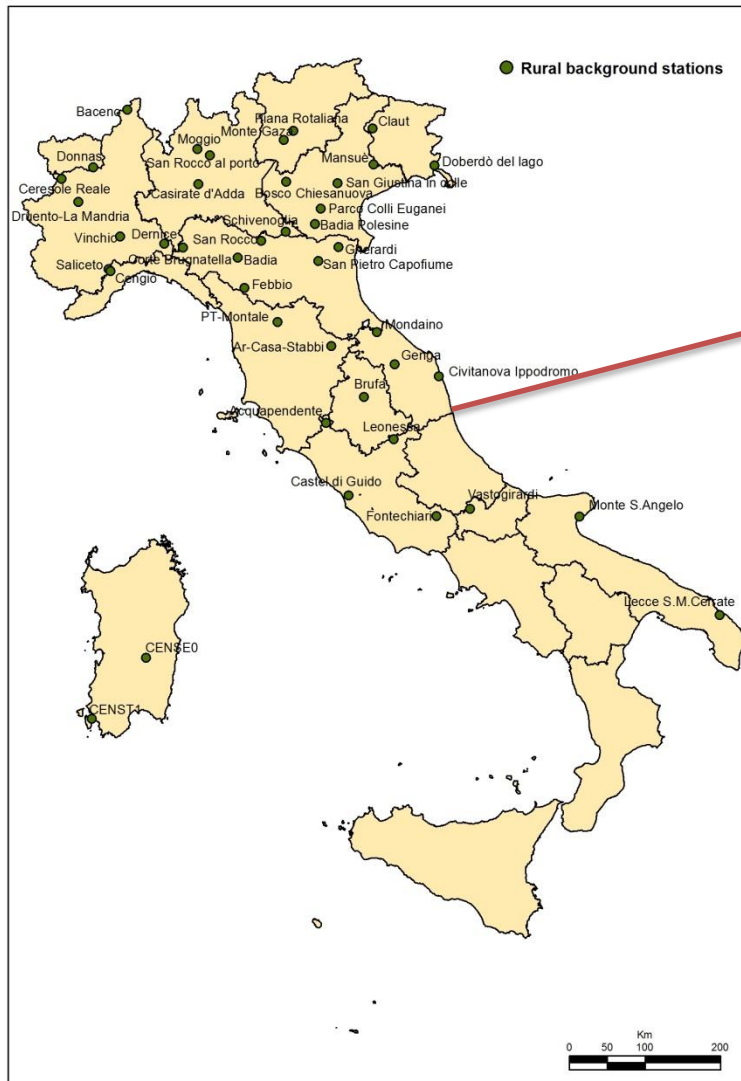 Rural background stations
Baceno
Piana Rotaliana
Claut
Monte Gaza
Moggio
Mansuè
Donnas
San Rocco al porto
Doberdò del lago
Ceresole Reale
Casirate d'Adda
Bosco Chiesanuova
San Giustina in colle
Druento-La Mandria
Parco Colli Euganei
Schivenoglia
Badia Polesine
Vinchio
Dernice
San Rocco
Gherardi
Corte Brugnatella
Badia
San Pietro Capofiume
Saliceto
Cengio
Febbio
PT-Montale
Mondaino
Ar-Casa-Stabbi
Genga
Civitanova Ippodromo
Brufa
Acquapendente
Leonessa
Castel di Guido
Vastogirardi
Monte S.Angelo
Fontechiari
Lecce S.M.Cerrate
CENSE0
CENST1
Km
0 50 100 200